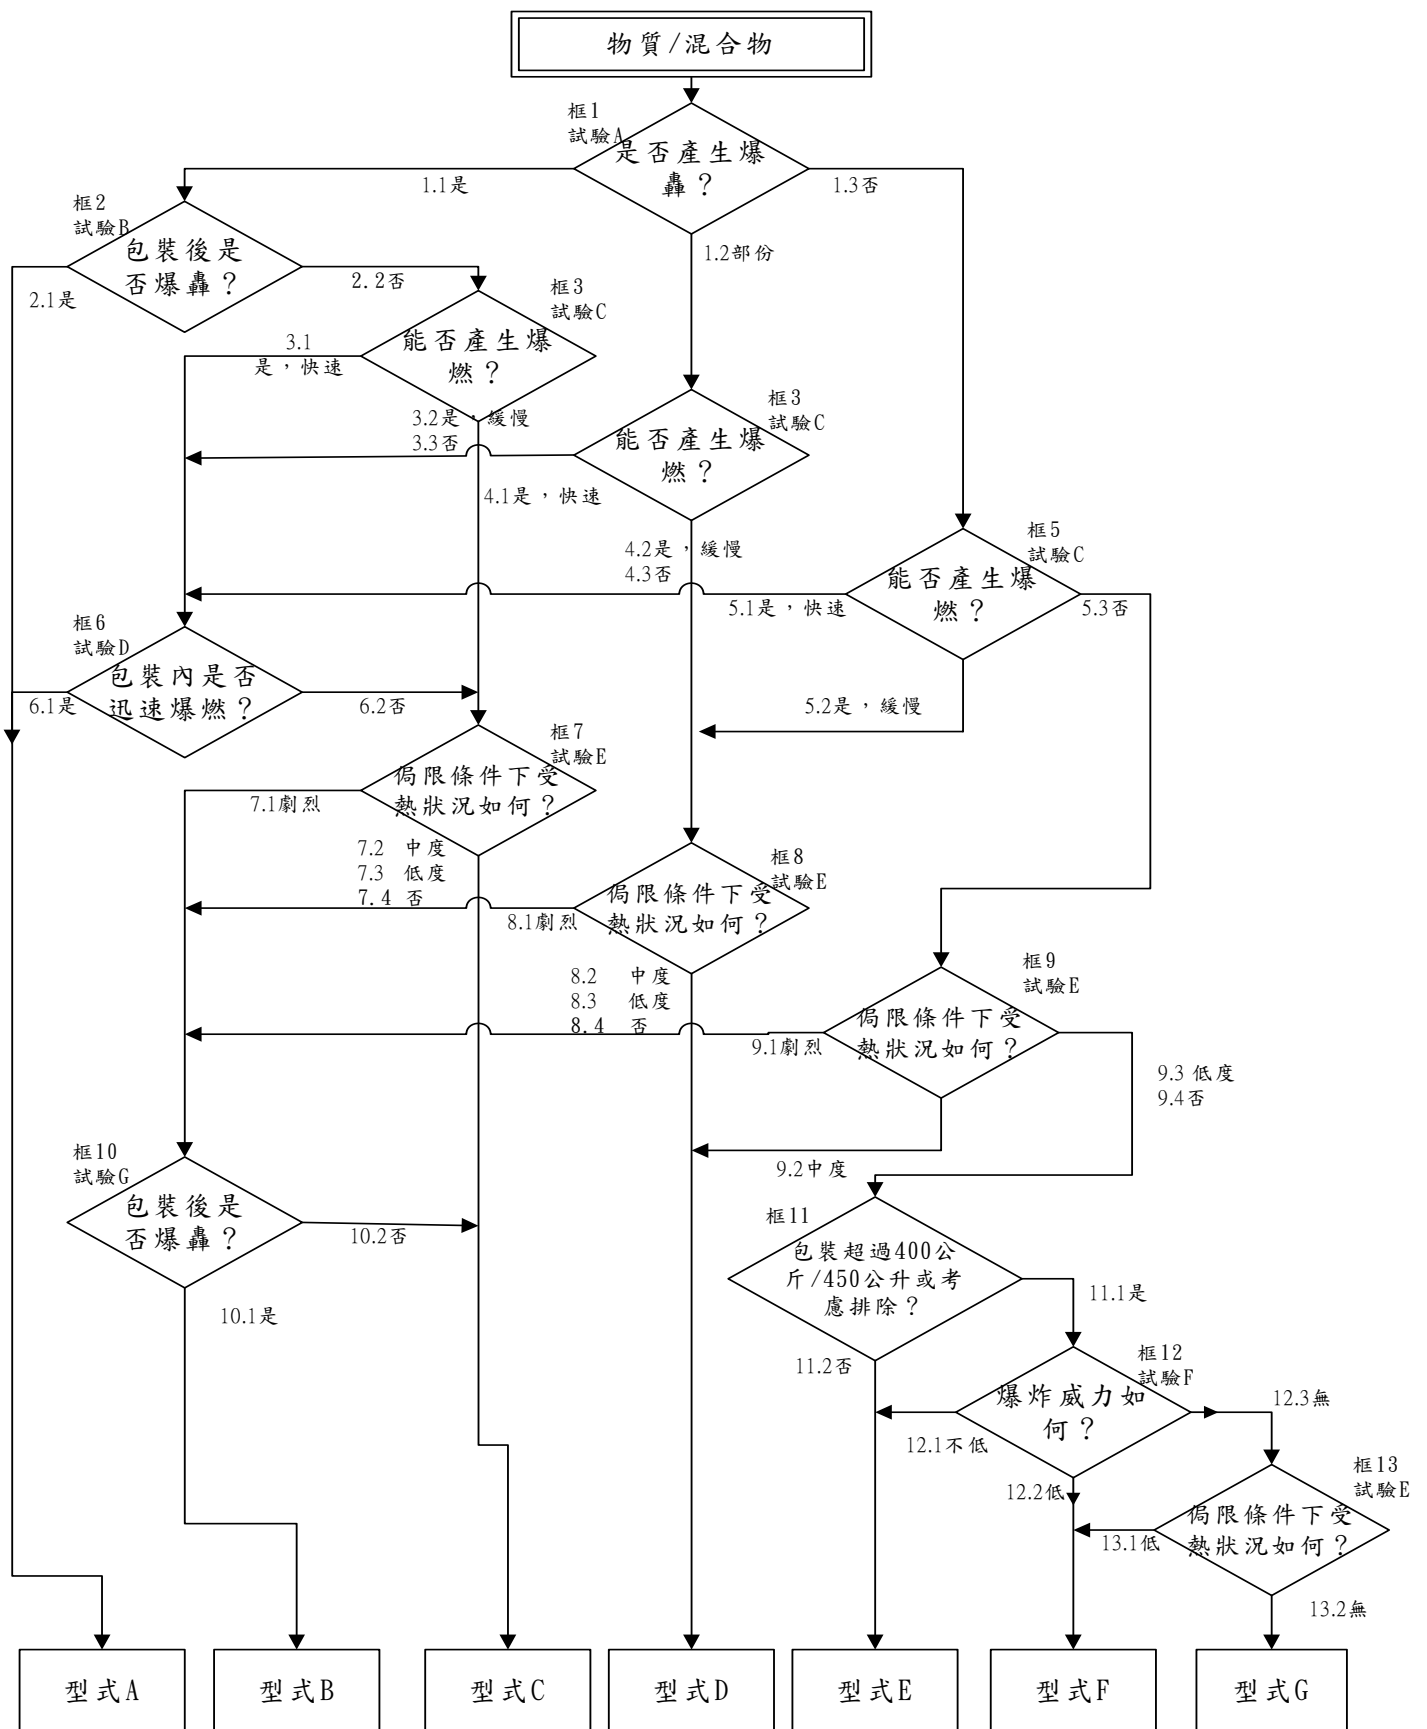 物質/混合物
框1
試驗A
是否產生爆
轟？
1.1是
1.3否
1.2部份
框2
試驗B
包裝後是
否爆轟？
2.1是
2.2否
框3
試驗C
能否產生爆
燃？
3.1
是，快速
3.2是，緩慢
3.3否
框3
試驗C
能否產生爆
燃？
4.1是，快速
4.2是，緩慢
4.3否
框5
試驗C
能否產生爆
燃？
5.1是，快速
5.3否
5.2是，緩慢
框6
試驗D
包裝內是否
迅速爆燃？
6.1是
6.2否
框7
試驗E
侷限條件下受
熱狀況如何？
7.1劇烈
7.2 中度
7.3 低度
7.4 否
框8
試驗E
侷限條件下受
熱狀況如何？
8.1劇烈
8.2 中度
8.3 低度
8.4 否
框9
試驗E
侷限條件下受
熱狀況如何？
9.1劇烈
9.3 低度
9.4否
9.2中度
框10
試驗G
包裝後是
否爆轟？
10.2否
10.1是
框11
包裝超過400公
斤/450公升或考
慮排除？
11.1是
11.2否
框12
試驗F
爆炸威力如
何？
12.3無
12.1不低
12.2低
框13
試驗E
侷限條件下受
熱狀況如何？
13.1低
13.2無
型式A
型式B
型式C
型式D
型式E
型式F
型式G